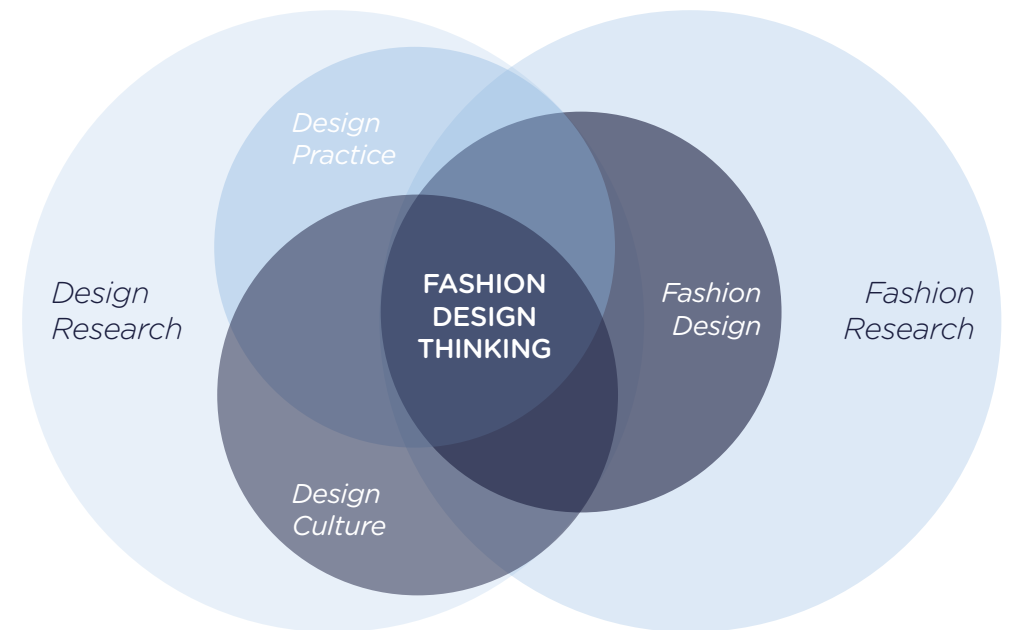 Design
Practice
Design
Research
FASHION
DESIGN
THINKING
Fashion
Design
Fashion
Research
Design
Culture